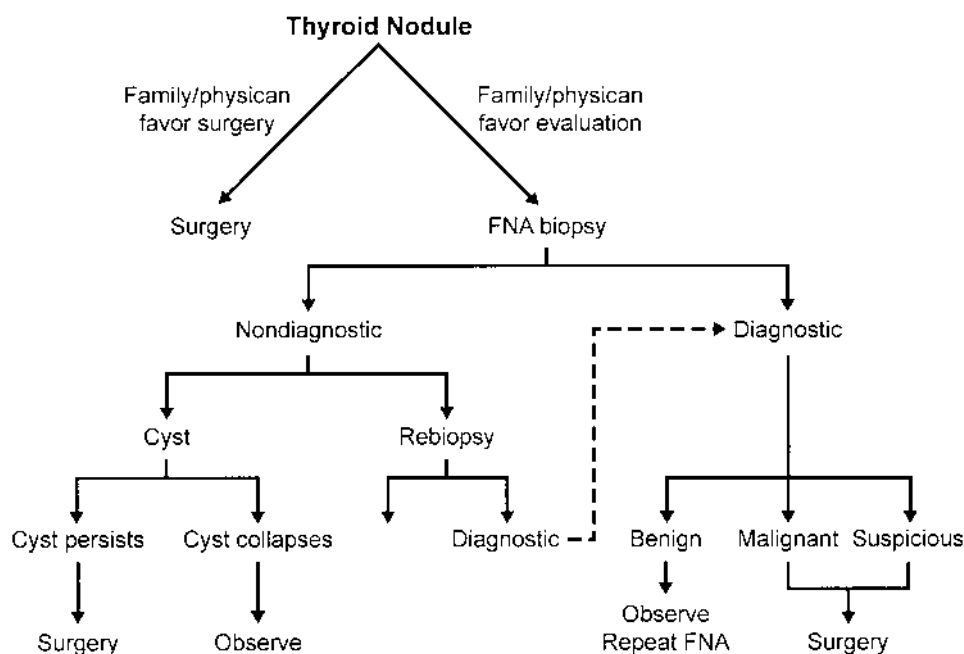 Thyroid Nodule
Family/physican
favor surgery
Family/physican
favor evaluation
Surgery
FNA biopsy
Nondiagnostic
Diagnostic
Cyst
Rebiopsy
Cyst persists
Cyst collapses
Diagnostic
Benign
Malignant
Suspicious
Surgery
Observe
Observe
Repeat FNA
Surgery